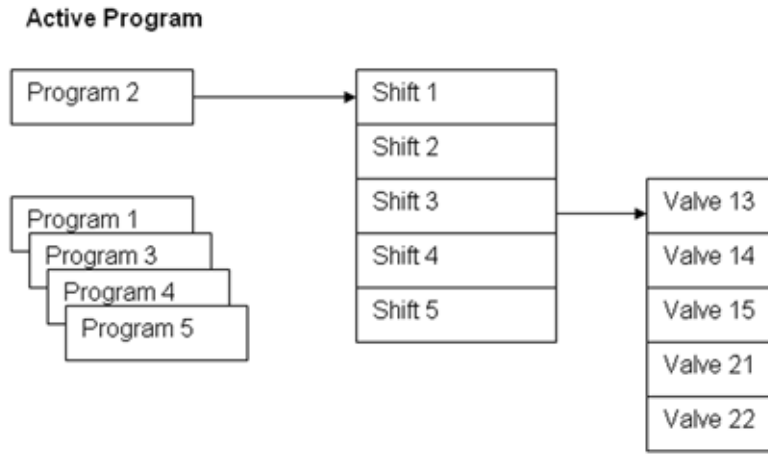 Active Program
Program 2
Program 1
Program 3
Program 4
Program 5
Shift 1
Shift 2
Shift 3
Shift 4
Shift 5
Valve 13
Valve 14
Valve 15
Valve 21
Valve 22